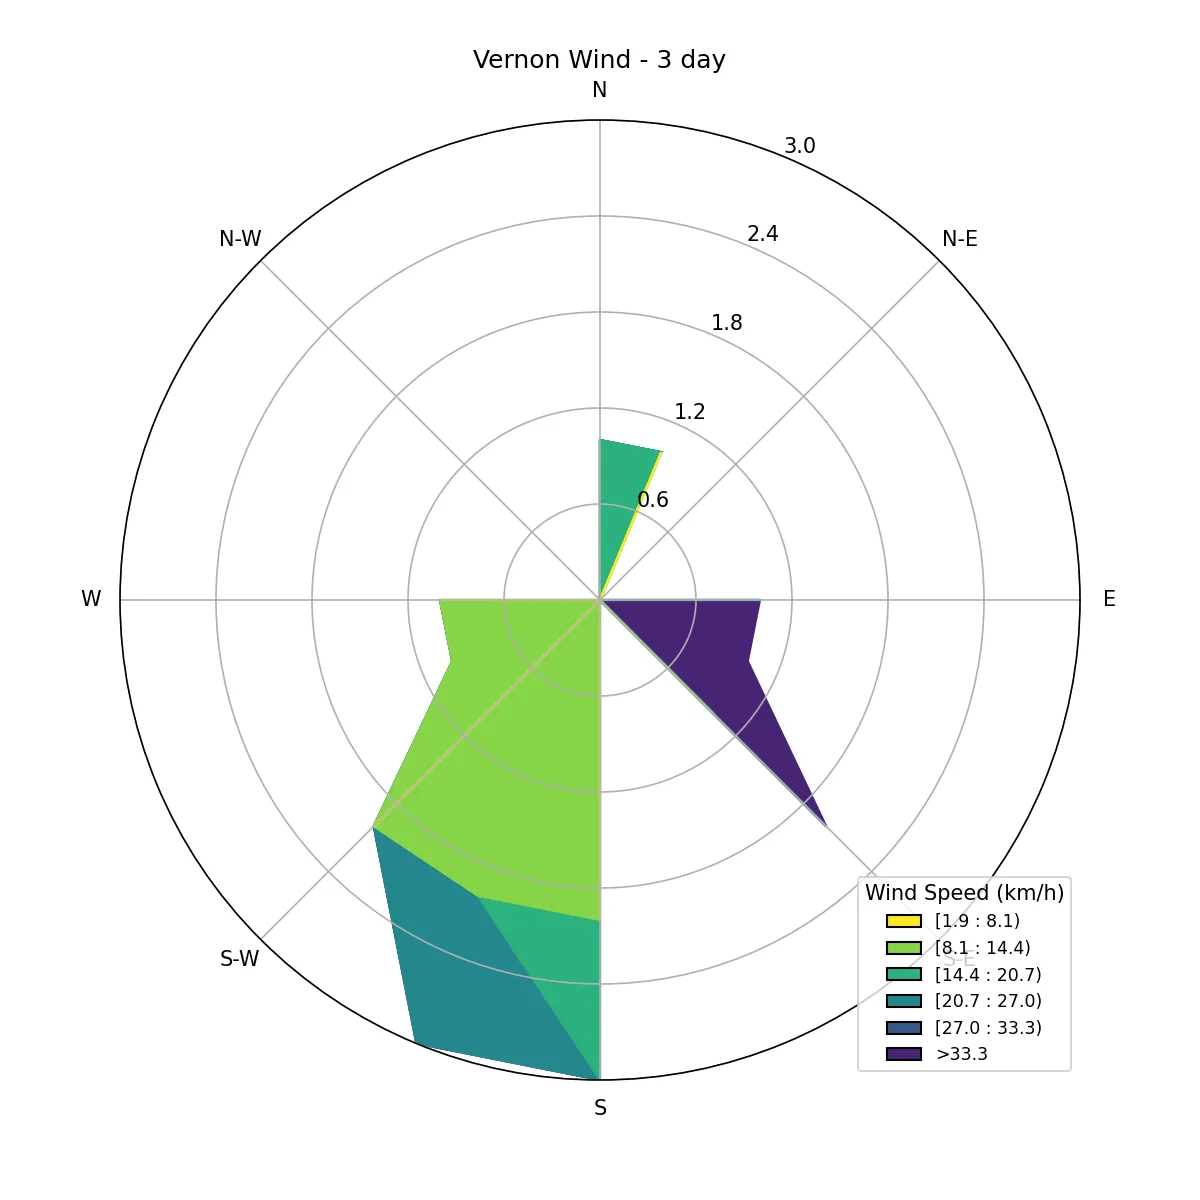 Vernon Wind - 3 day
N
3.0
N-W
2.4
N-E
1.8
1.2
0.6
W
E
Wind Speed (km/h)
[1.9 : 8.1)
[8.1 : 14.4)
S-W
S-E
[14.4 : 20.7)
[20.7 : 27.0)
[27.0 : 33.3)
>33.3
S